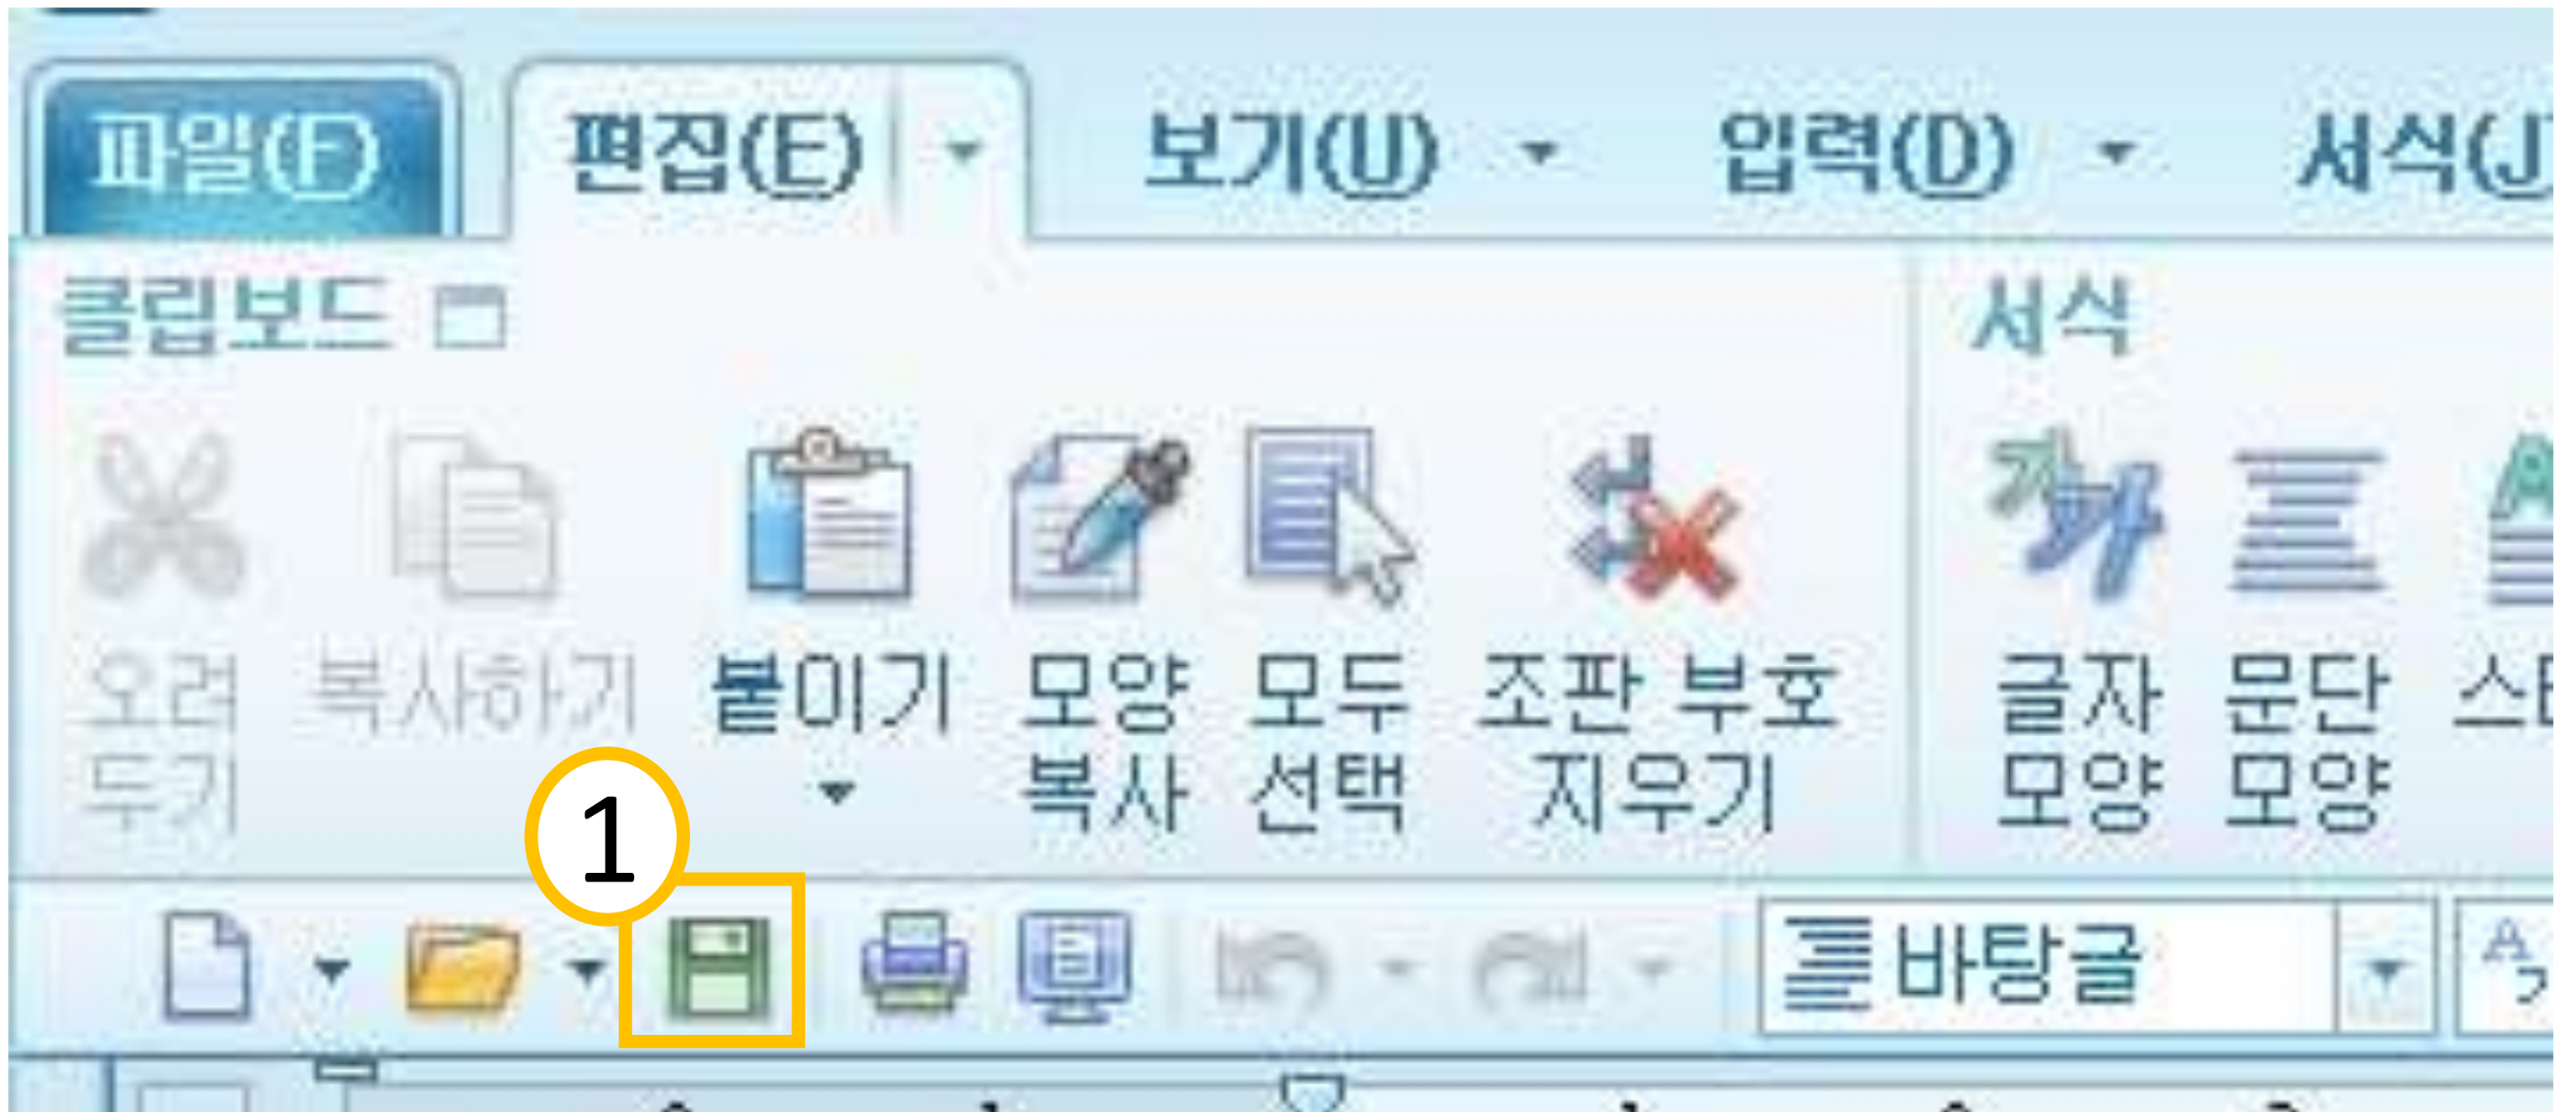 파일(F) 편집(E) 보기(U) 입력(D) 서식(J
클립보드 서식
오려 복사하기 붙이기 모양 모두 조판 부호 글자 문단
두기 복사 선택 지우기 모양 모양
1
바탕글